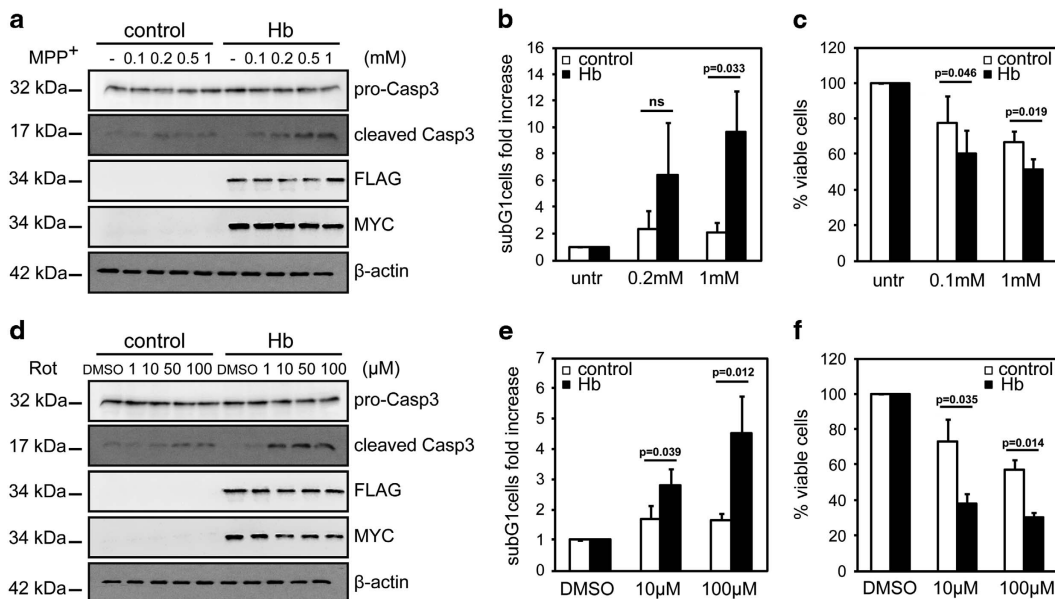 a
control Hb
MPP+ - 0.1 0.2 0.5 1 - 0.1 0.2 0.5 1 (mM)
32 kDa pro-Casp3
17 kDa cleaved Casp3
34 kDa FLAG
34 kDa MYC
42 kDa β-actin
b
subG1cells fold increase
16
14
12
10
8
6
4
2
0
control
Hb
ns
p=0.033
untr 0.2mM 1mM
c
% viable cells
120
100
80
60
40
20
0
control
Hb
p=0.046
p=0.019
untr 0.1mM 1mM
d
control Hb
Rot DMSO 1 10 50 100 DMSO 1 10 50 100 (μM)
32 kDa pro-Casp3
17 kDa cleaved Casp3
34 kDa FLAG
34 kDa MYC
42 kDa β-actin
e
subG1cells fold increase
7
6
5
4
3
2
1
0
control
Hb
p=0.039
p=0.012
DMSO 10μM 100μM
f
% viable cells
120
100
80
60
40
20
0
control
Hb
p=0.035
p=0.014
DMSO 10μM 100μM